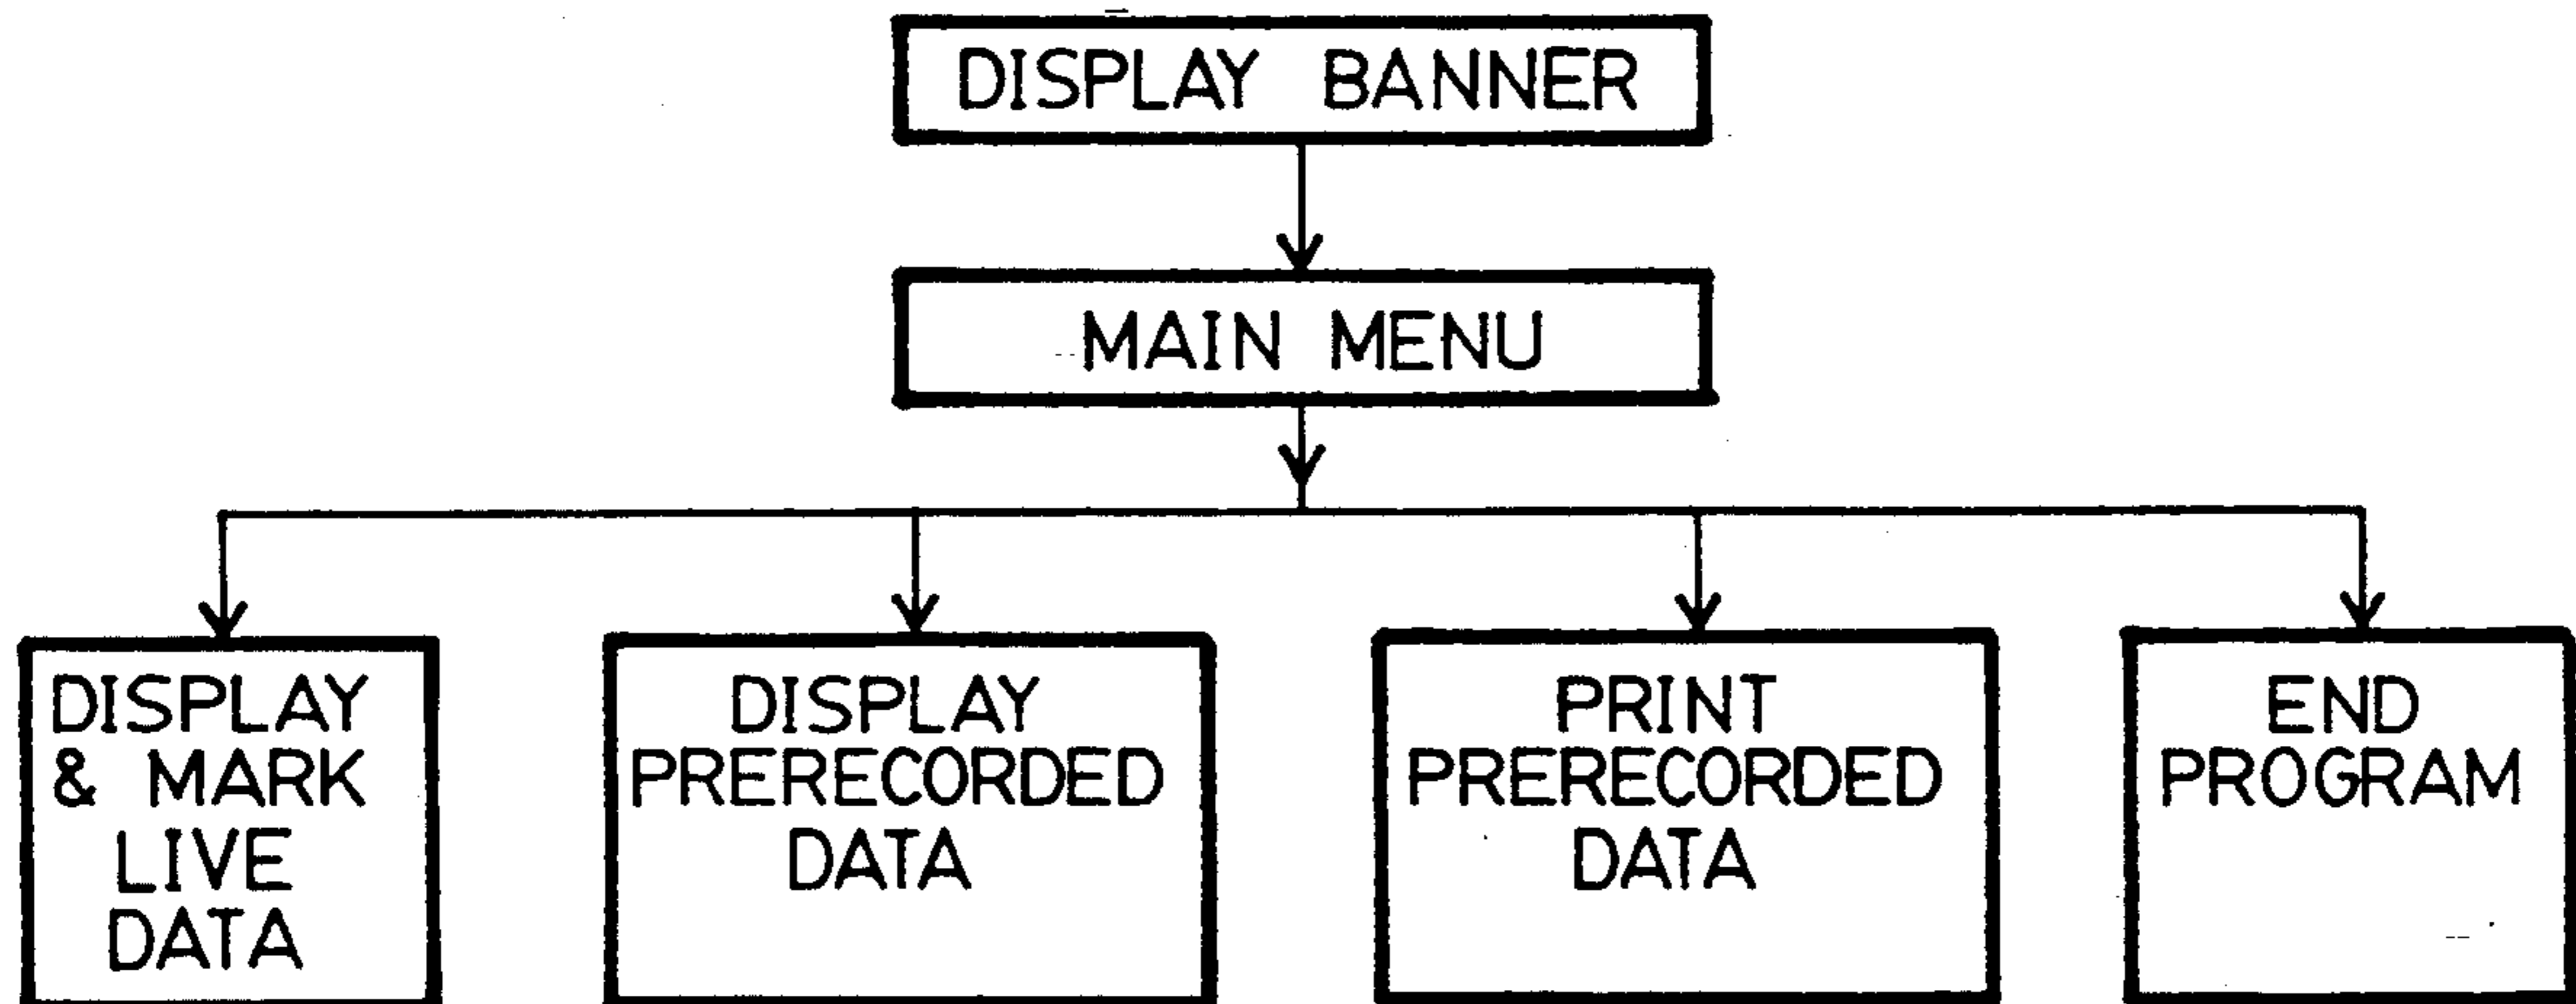 DISPLAY BANNER
MAIN MENU
DISPLAY
& MARK
LIVE
DATA
DISPLAY
PRERECORDED
DATA
PRINT
PRERECORDED
DATA
END
PROGRAM